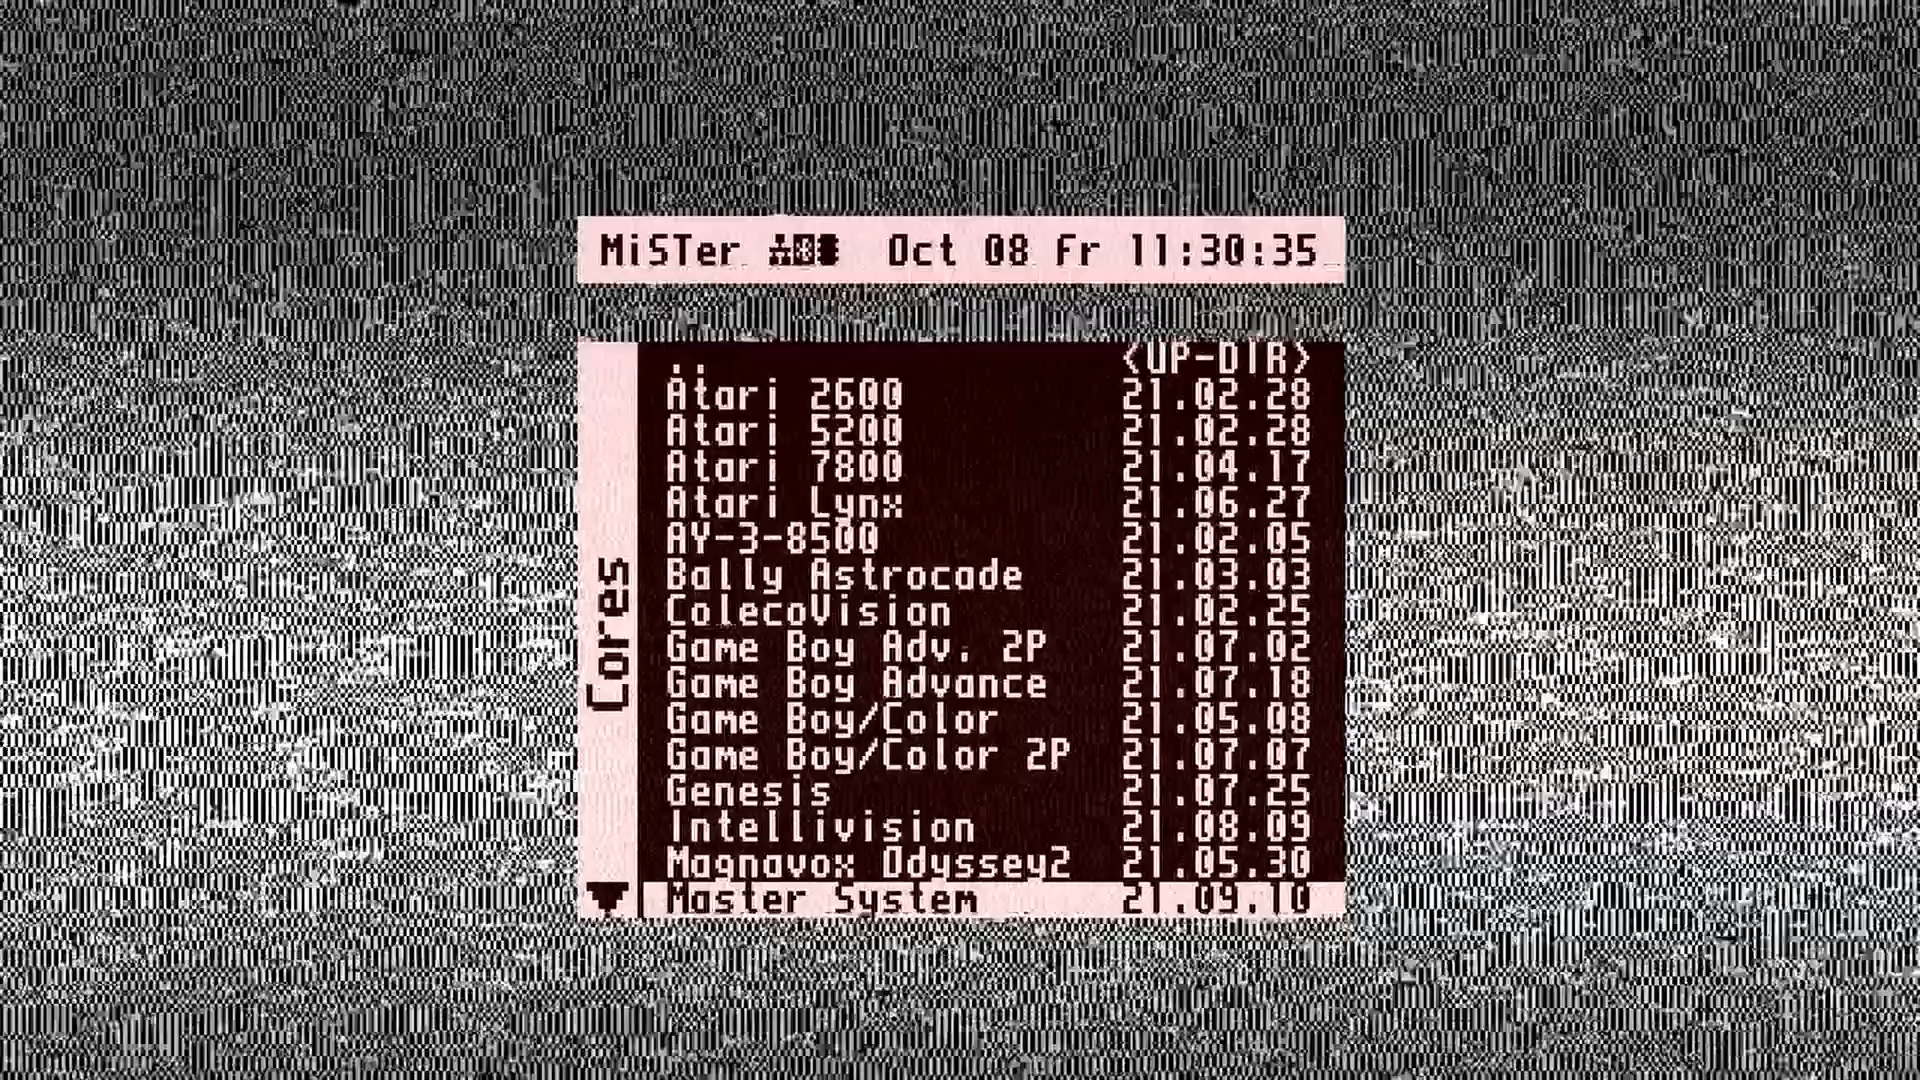 MiSTer Oct 08 Fr 11:30:35
Cores
.. <UP-DIR>
Atari 2600 21.02.28
Atari 5200 21.02.28
Atari 7800 21.04.17
Atari Lynx 21.06.27
AY-3-8500 21.02.05
Bally Astrocade 21.03.03
ColecoVision 21.02.25
Game Boy Adv. 2P 21.07.02
Game Boy Advance 21.07.18
Game Boy/Color 21.05.08
Game Boy/Color 2P 21.07.07
Genesis 21.07.25
Intellivision 21.08.09
Magnavox Odyssey2 21.05.30
Master System 21.09.10